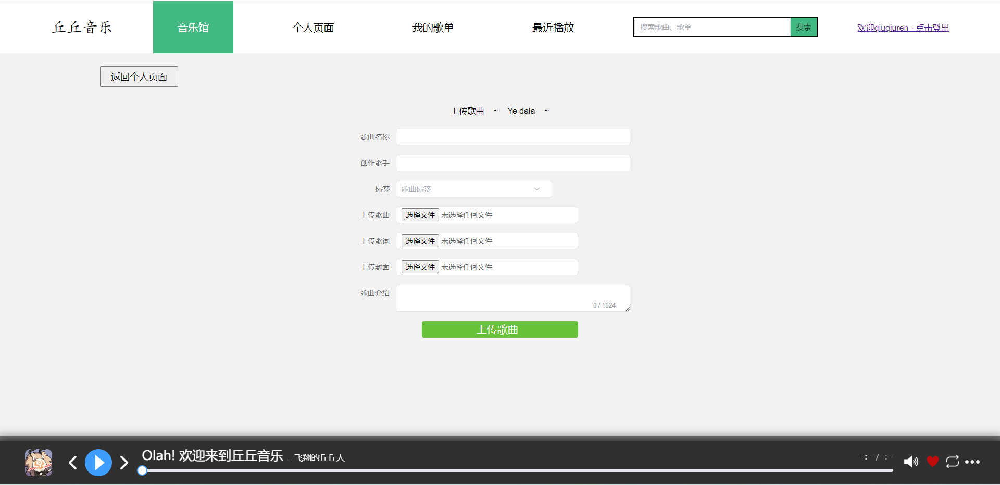 丘丘音乐 音乐馆 个人页面 我的歌单 最近播放 搜索歌曲、歌单 搜索 欢迎qiuqiuren - 点击登出
返回个人页面
上传歌曲 ~ Ye dala ~
歌曲名称
创作歌手
标签 歌曲标签
上传歌曲 选择文件 未选择任何文件
上传歌词 选择文件 未选择任何文件
上传封面 选择文件 未选择任何文件
歌曲介绍
0 / 1024
上传歌曲
Olah! 欢迎来到丘丘音乐 - 飞翔的丘丘人 --:-- /--:--